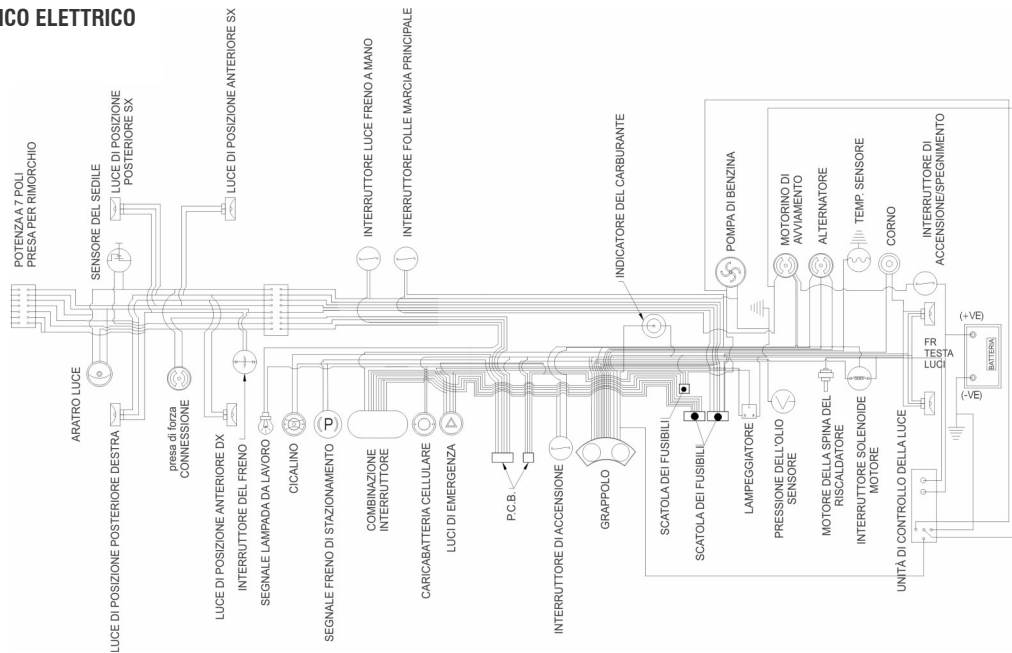 ICO ELETTRICO
POTENZA A 7 POLI
PRESA PER RIMORCHIO
SENSORE DEL SEDILE
LUCE DI POSIZIONE
POSTERIORE SX
LUCE DI POSIZIONE ANTERIORE SX
INTERRUTTORE LUCE FRENO A MANO
INTERRUTTORE FOLLE MARCIA PRINCIPALE
INDICATORE DEL CARBURANTE
POMPA DI BENZINA
MOTORINO DI
AVVIAMENTO
ALTERNATORE
TEMP. SENSORE
CORNO
INTERRUTTORE DI
ACCENSIONE/SPEGNIMENTO
ARATRO LUCE
LUCE DI POSIZIONE POSTERIORE DESTRA
presa di forza
CONNESSIONE
LUCE DI POSIZIONE ANTERIORE DX
INTERRUTTORE DEL FRENO
SEGNALE LAMPADA DA LAVORO
CICALINO
P
SEGNALE FRENO DI STAZIONAMENTO
COMBINAZIONE
INTERRUTTORE
CARICABATTERIA CELLULARE
LUCI DI EMERGENZA
P.C.B.
INTERRUTTORE DI ACCENSIONE
GRAPPOLO
SCATOLA DEI FUSIBILI
SCATOLA DEI FUSIBILI
LAMPEGGIATORE
PRESSIONE DELL'OLIO
SENSORE
MOTORE DELLA SPINA DEL
RISCALDATORE
INTERRUTTORE SOLENOIDE
MOTORE
UNITÀ DI CONTROLLO DELLA LUCE
FR
TESTA
LUCI
(+VE)
BATTERIA
(-VE)